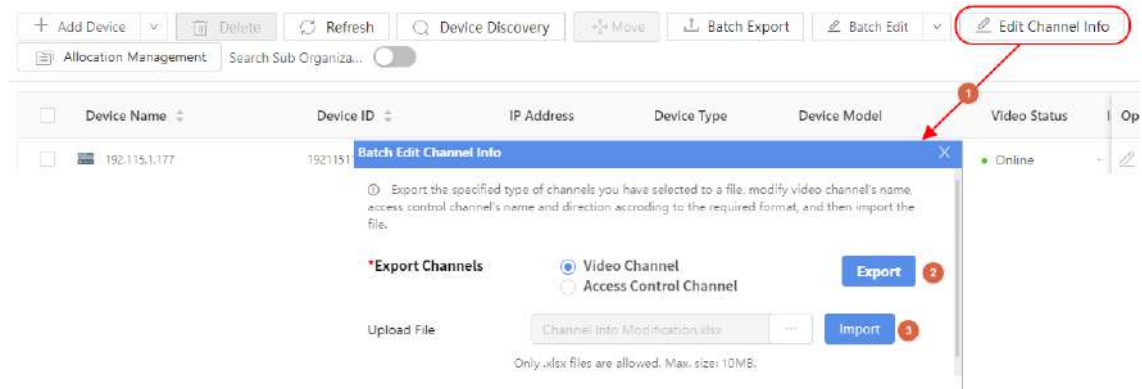 Add Device Delete Refresh Device Discovery Move Batch Export Batch Edit Edit Channel Info
Allocation Management Search Sub Organiza...
1
Device Name Device ID IP Address Device Type Device Model Video Status Op
192.115.1.177 1921151 Online -
Batch Edit Channel Info
Export the specified type of channels you have selected to a file, modify video channel's name,
access control channel's name and direction accroding to the required format, and then import the
file.
*Export Channels Video Channel Export 2
Access Control Channel
Upload File Channel Info Modification.xlsx ... Import 3
Only .xlsx files are allowed. Max. size: 10MB.